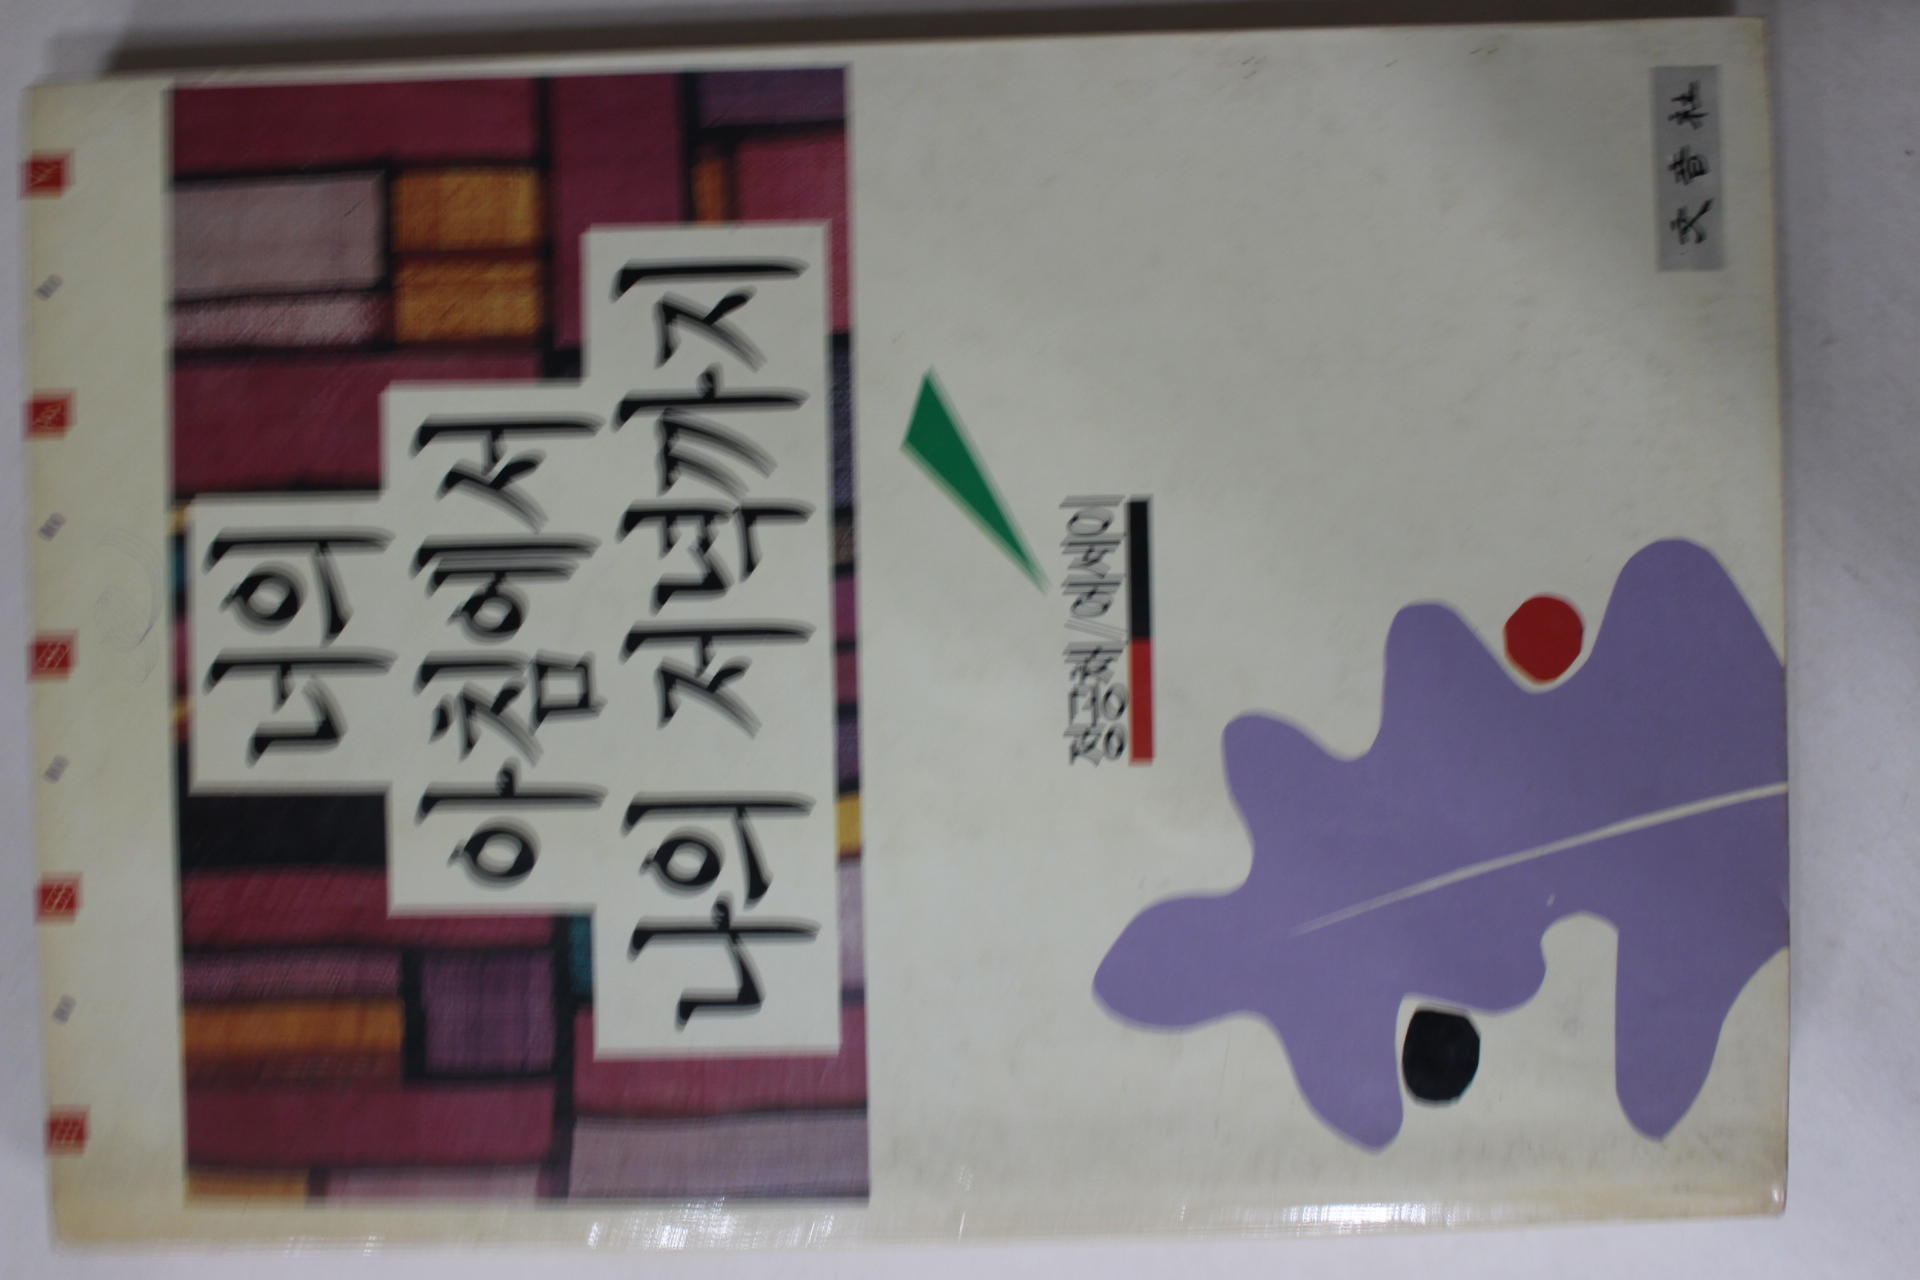 너의
아침에서
나의 저녁까지
정공채//에세이
文音社